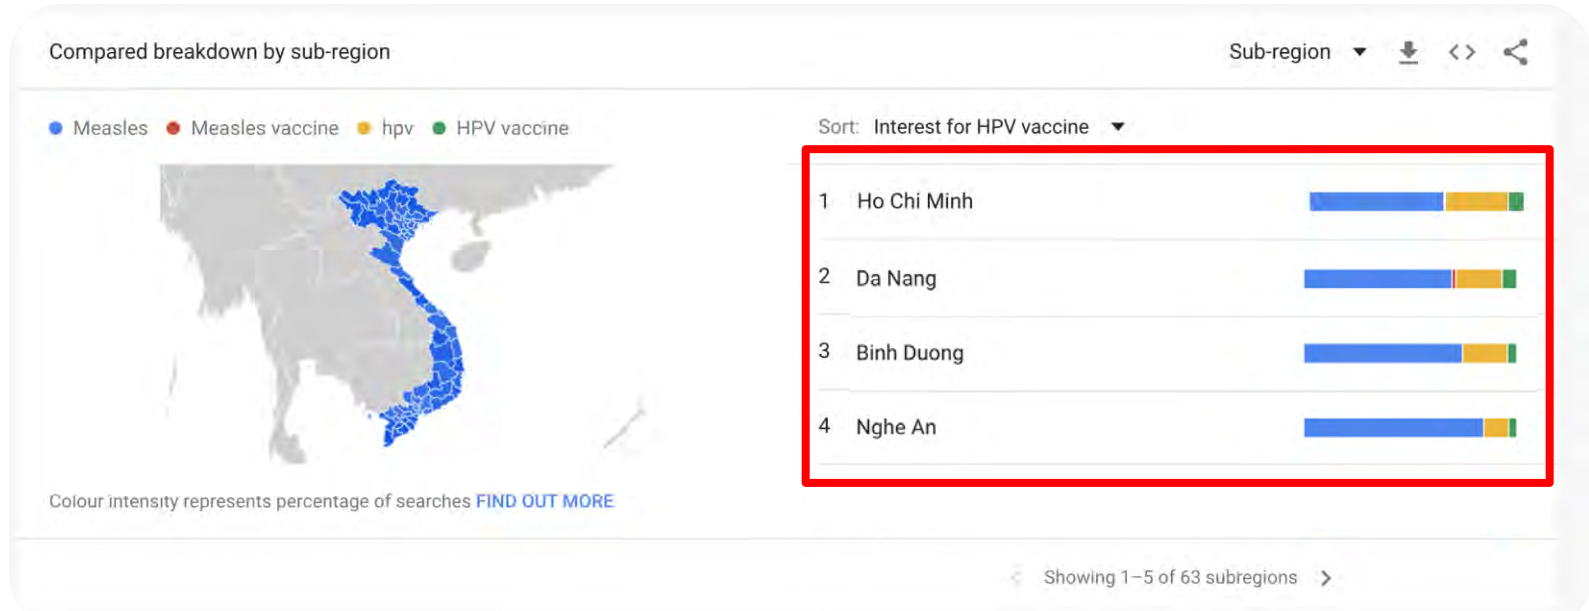 Compared breakdown by sub-region
Sub-region
Measles Measles vaccine hpv HPV vaccine
Sort: Interest for HPV vaccine
1 Ho Chi Minh
2 Da Nang
3 Binh Duong
4 Nghe An
Colour intensity represents percentage of searches FIND OUT MORE
Showing 1–5 of 63 subregions